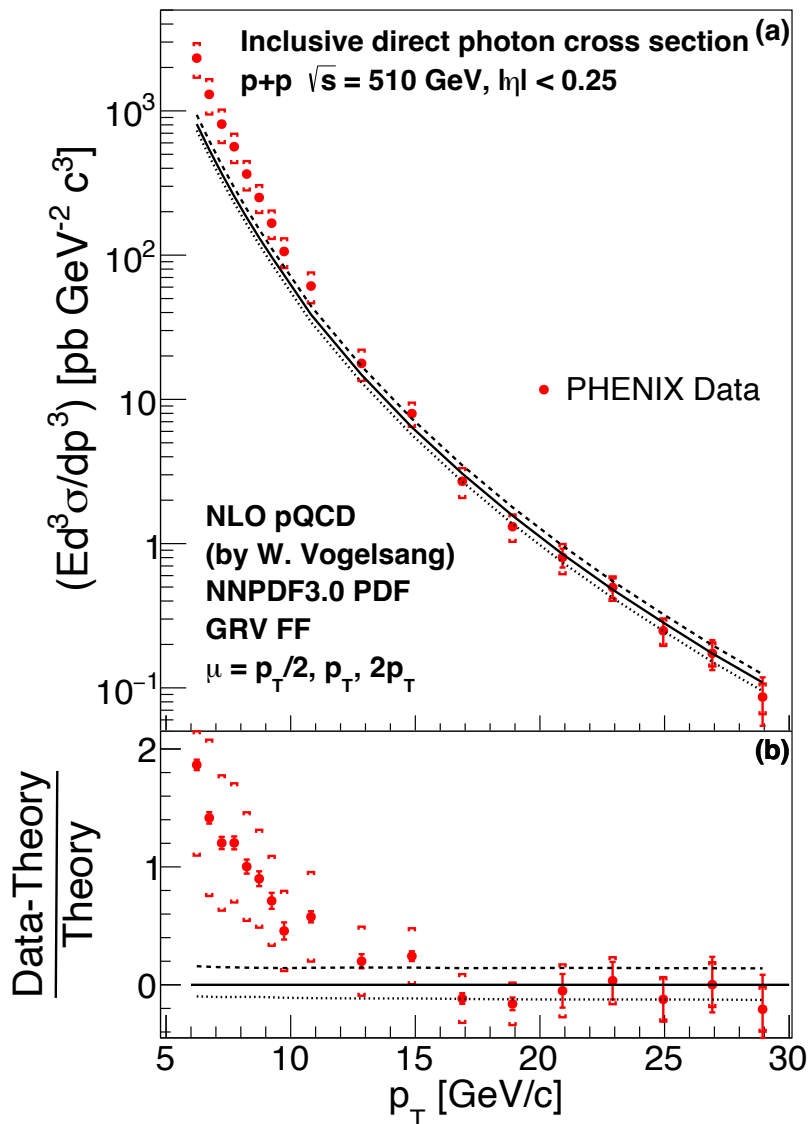 Inclusive direct photon cross section (a)
p+p √s = 510 GeV, |η| < 0.25
10³
10²
10
1
10⁻¹
(Ed³σ/dp³) [pb GeV⁻² c³]
PHENIX Data
NLO pQCD
(by W. Vogelsang)
NNPDF3.0 PDF
GRV FF
μ = p_T/2, p_T, 2p_T
(b)
2
1
0
Data-Theory
Theory
5 10 15 20 25 30
p_T [GeV/c]